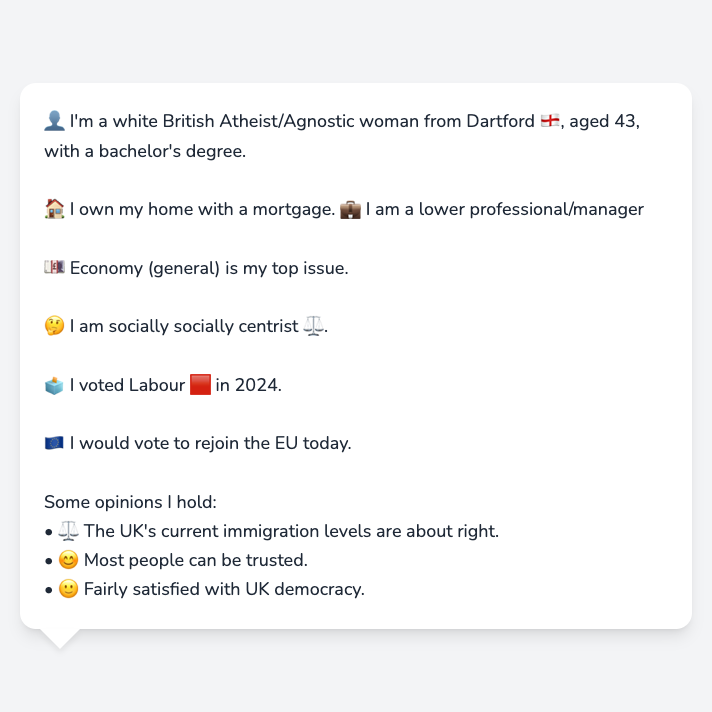 👤 I'm a white British Atheist/Agnostic woman from Dartford 🏴󠁧󠁢󠁥󠁮󠁧󠁿, aged 43,
with a bachelor's degree.
🏠 I own my home with a mortgage. 💼 I am a lower professional/manager
💷 Economy (general) is my top issue.
🤔 I am socially socially centrist ⚖️.
🗳️ I voted Labour 🟥 in 2024.
🇪🇺 I would vote to rejoin the EU today.
Some opinions I hold:
• ⚖️ The UK's current immigration levels are about right.
• 😊 Most people can be trusted.
• 🙂 Fairly satisfied with UK democracy.